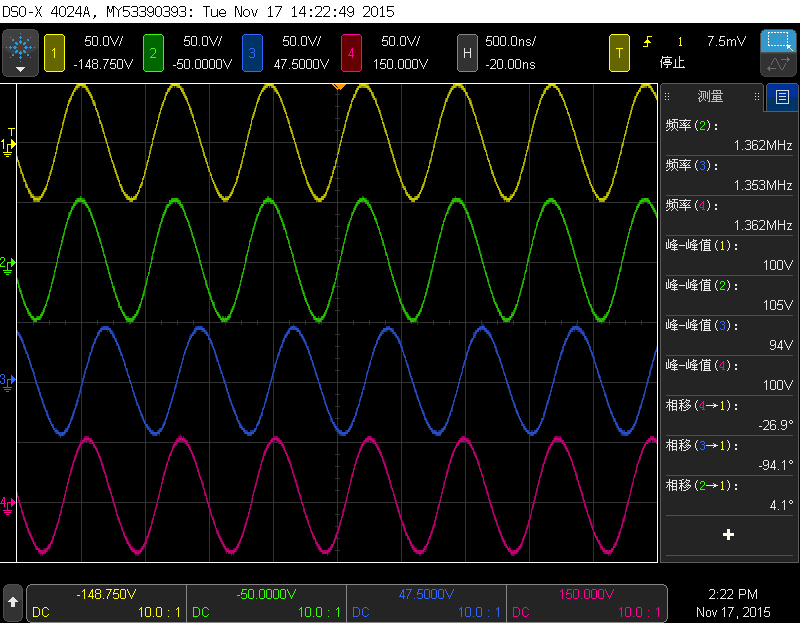 DSO-X 4024A, MY53390393: Tue Nov 17 14:22:49 2015
1 50.0V/ 2 50.0V/ 3 50.0V/ 4 50.0V/ H 500.0ns/ T 1 7.5mV
-148.750V -50.0000V 47.5000V 150.000V -20.00ns 停止
测量
频率(2):
1.362MHz
频率(3):
1.353MHz
频率(4):
1.362MHz
峰-峰值(1):
100V
峰-峰值(2):
105V
峰-峰值(3):
94V
峰-峰值(4):
100V
相移(4→1):
-26.9°
相移(3→1):
-94.1°
相移(2→1):
4.1°
T
1
2
3
4
-148.750V -50.0000V 47.5000V 150.000V
DC 10.0 : 1 DC 10.0 : 1 DC 10.0 : 1 DC 10.0 : 1
2:22 PM
Nov 17, 2015